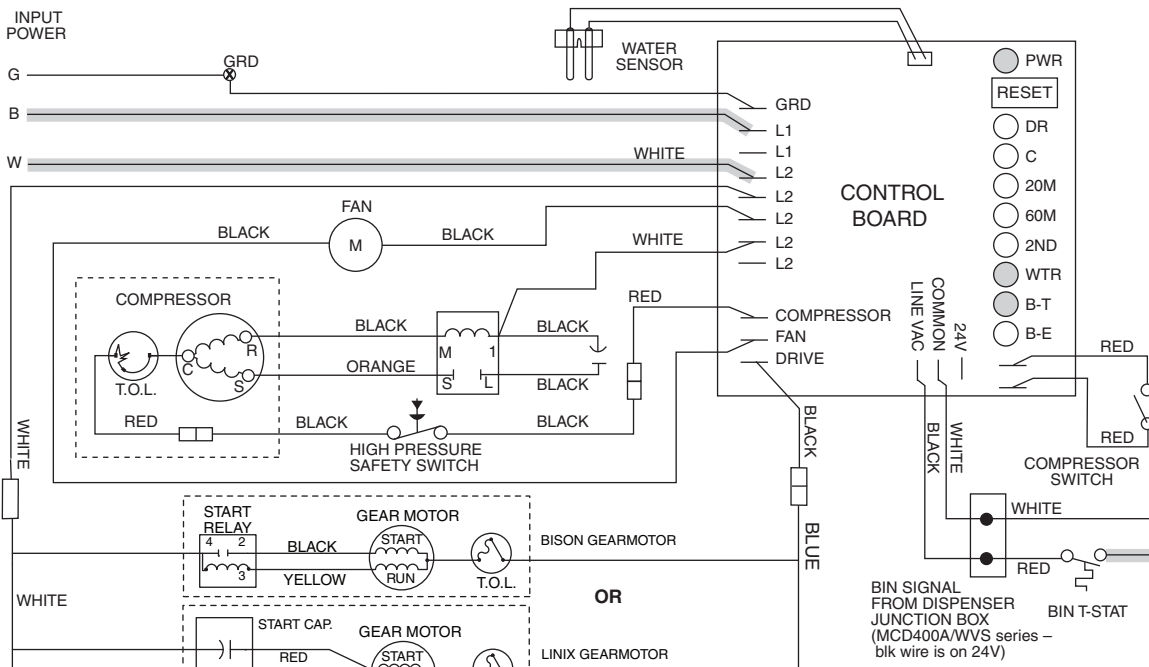 INPUT
POWER
G
GRD
B
W
WHITE
WATER
SENSOR
GRD
L1
L1
L2
L2
L2
L2
L2
CONTROL
BOARD
PWR
RESET
DR
C
20M
60M
2ND
WTR
B-T
B-E
FAN
M
BLACK
BLACK
WHITE
RED
COMPRESSOR
FAN
DRIVE
LINE VAC
COMMON
24V
COMPRESSOR
T.O.L.
C
R
S
BLACK
ORANGE
M
1
S
L
BLACK
BLACK
RED
BLACK
BLACK
HIGH PRESSURE
SAFETY SWITCH
WHITE
RED
RED
COMPRESSOR
SWITCH
BLACK
WHITE
BLACK
BLUE
WHITE
RED
BIN T-STAT
BIN SIGNAL
FROM DISPENSER
JUNCTION BOX
(MCD400A/WVS series –
blk wire is on 24V)
START
RELAY
4
2
3
BLACK
YELLOW
GEAR MOTOR
START
RUN
T.O.L.
BISON GEARMOTOR
OR
WHITE
START CAP.
RED
GEAR MOTOR
START
LINIX GEARMOTOR